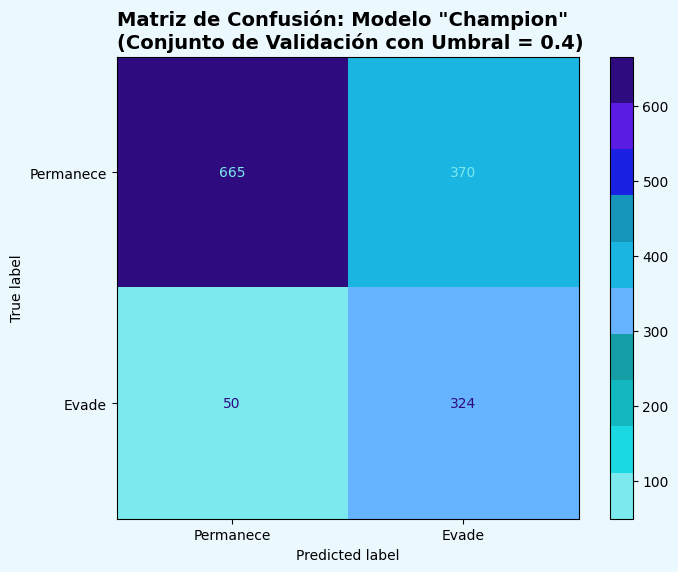 Matriz de Confusión: Modelo "Champion"
(Conjunto de Validación con Umbral = 0.4)
True label
Permanece
665
370
Evade
50
324
Permanece
Evade
Predicted label
600
500
400
300
200
100